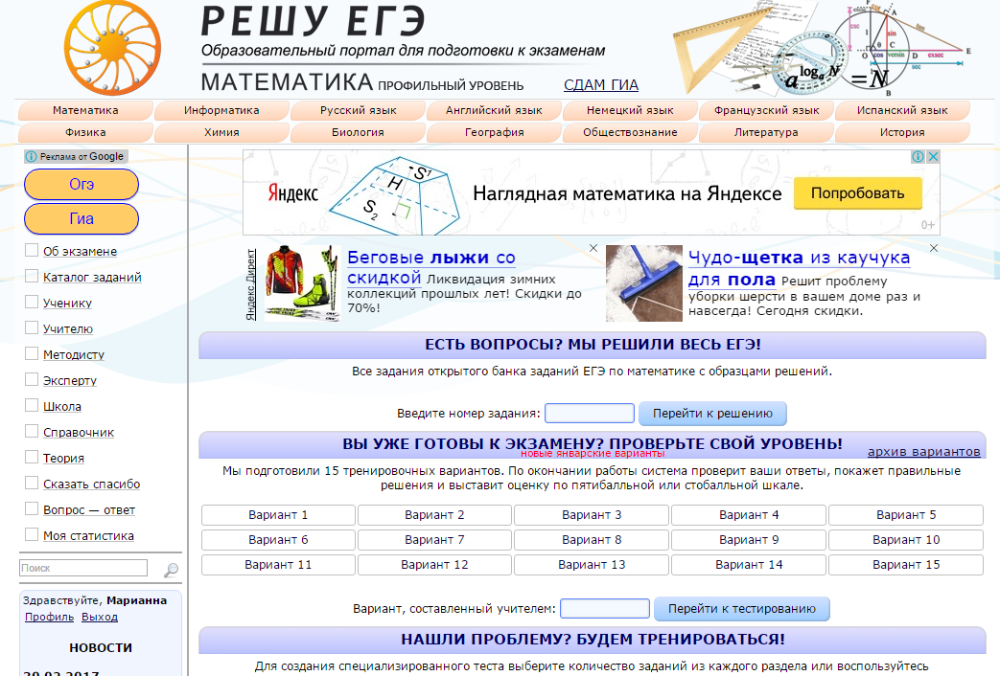 РЕШУ ЕГЭ
Образовательный портал для подготовки к экзаменам
МАТЕМАТИКА ПРОФИЛЬНЫЙ УРОВЕНЬ СДАМ ГИА
Математика Информатика Русский язык Английский язык Немецкий язык Французский язык Испанский язык
Физика Химия Биология География Обществознание Литература История
Реклама от Google
Огэ
Гиа
Об экзамене
Каталог заданий
Ученику
Учителю
Методисту
Эксперту
Школа
Справочник
Теория
Сказать спасибо
Вопрос — ответ
Моя статистика
Поиск
Здравствуйте, Марианна
Профиль Выход
НОВОСТИ
20.02.2017
Яндекс
H S1
S2
Наглядная математика на Яндексе
Попробовать
0+
Яндекс.Директ
Беговые лыжи со
скидкой Ликвидация зимних
коллекций прошлых лет! Скидки до
70%!
Чудо-щетка из каучука
для пола Решит проблему
уборки шерсти в вашем доме раз и
навсегда! Сегодня скидки.
ЕСТЬ ВОПРОСЫ? МЫ РЕШИЛИ ВЕСЬ ЕГЭ!
Все задания открытого банка заданий ЕГЭ по математике с образцами решений.
Введите номер задания: Перейти к решению
ВЫ УЖЕ ГОТОВЫ К ЭКЗАМЕНУ? ПРОВЕРЬТЕ СВОЙ УРОВЕНЬ!
новые январские варианты
архив вариантов
Мы подготовили 15 тренировочных вариантов. По окончании работы система проверит ваши ответы, покажет правильные
решения и выставит оценку по пятибалльной или стобалльной шкале.
Вариант 1 Вариант 2 Вариант 3 Вариант 4 Вариант 5
Вариант 6 Вариант 7 Вариант 8 Вариант 9 Вариант 10
Вариант 11 Вариант 12 Вариант 13 Вариант 14 Вариант 15
Вариант, составленный учителем: Перейти к тестированию
НАШЛИ ПРОБЛЕМУ? БУДЕМ ТРЕНИРОВАТЬСЯ!
Для создания специализированного теста выберите количество заданий из каждого раздела или воспользуйтесь